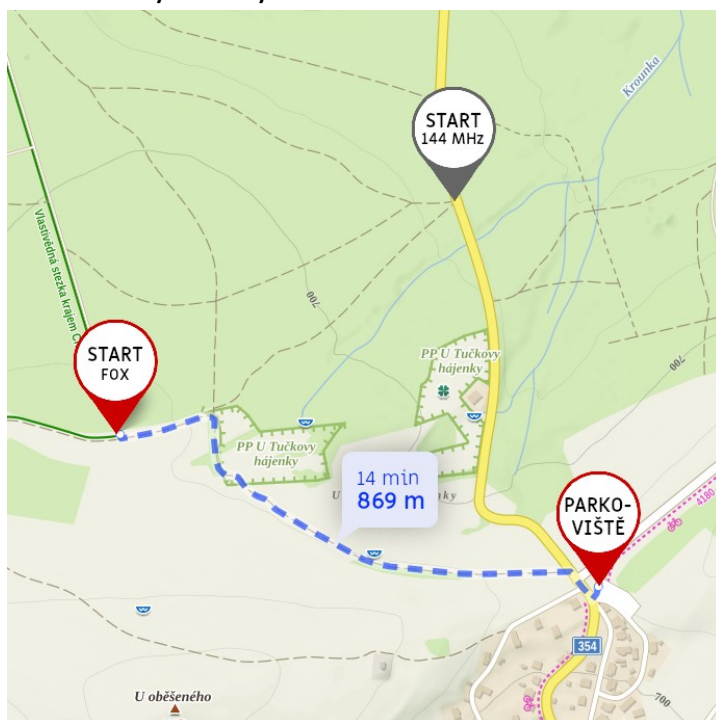 Krounka
START
144 MHz
Vlastivědná stezka krajem C
700
START
FOX
PP U Tučkovy
hájenky
700
PP U Tučkovy
hájenky
14 min
869 m
U
nky
PARKO-
VIŠTĚ
4180
354
U oběšeného
700